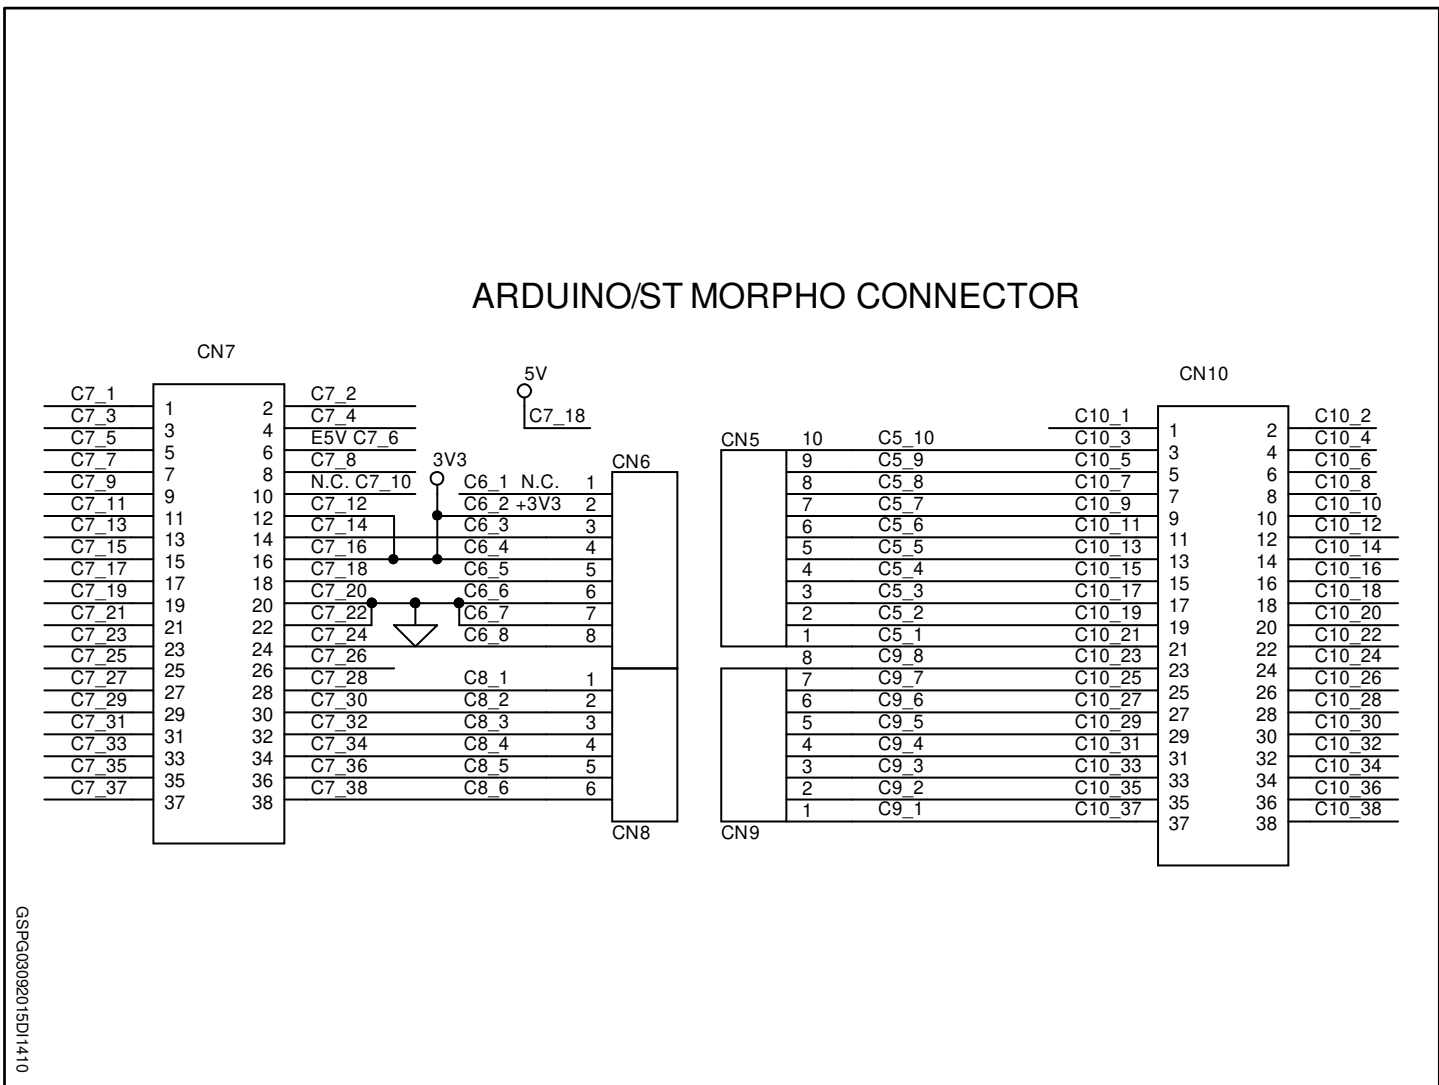 ARDUINO/ST MORPHO CONNECTOR
CN7
C7_1 1 2 C7_2
C7_3 3 4 C7_4
C7_5 5 6 E5V C7_6
C7_7 7 8 C7_8
C7_9 9 10 N.C. C7_10
C7_11 11 12 C7_12
C7_13 13 14 C7_14
C7_15 15 16 C7_16
C7_17 17 18 C7_18
C7_19 19 20 C7_20
C7_21 21 22 C7_22
C7_23 23 24 C7_24
C7_25 25 26 C7_26
C7_27 27 28 C7_28
C7_29 29 30 C7_30
C7_31 31 32 C7_32
C7_33 33 34 C7_34
C7_35 35 36 C7_36
C7_37 37 38 C7_38
5V
C7_18
3V3
CN6
C6_1 N.C. 1
C6_2 +3V3 2
C6_3 3
C6_4 4
C6_5 5
C6_6 6
C6_7 7
C6_8 8
C8_1 1
C8_2 2
C8_3 3
C8_4 4
C8_5 5
C8_6 6
CN8
CN5
10 C5_10
9 C5_9
8 C5_8
7 C5_7
6 C5_6
5 C5_5
4 C5_4
3 C5_3
2 C5_2
1 C5_1
8 C9_8
7 C9_7
6 C9_6
5 C9_5
4 C9_4
3 C9_3
2 C9_2
1 C9_1
CN9
CN10
C10_1 1 2 C10_2
C10_3 3 4 C10_4
C10_5 5 6 C10_6
C10_7 7 8 C10_8
C10_9 9 10 C10_10
C10_11 11 12 C10_12
C10_13 13 14 C10_14
C10_15 15 16 C10_16
C10_17 17 18 C10_18
C10_19 19 20 C10_20
C10_21 21 22 C10_22
C10_23 23 24 C10_24
C10_25 25 26 C10_26
C10_27 27 28 C10_28
C10_29 29 30 C10_30
C10_31 31 32 C10_32
C10_33 33 34 C10_34
C10_35 35 36 C10_36
C10_37 37 38 C10_38
GSPG03092015DI1410